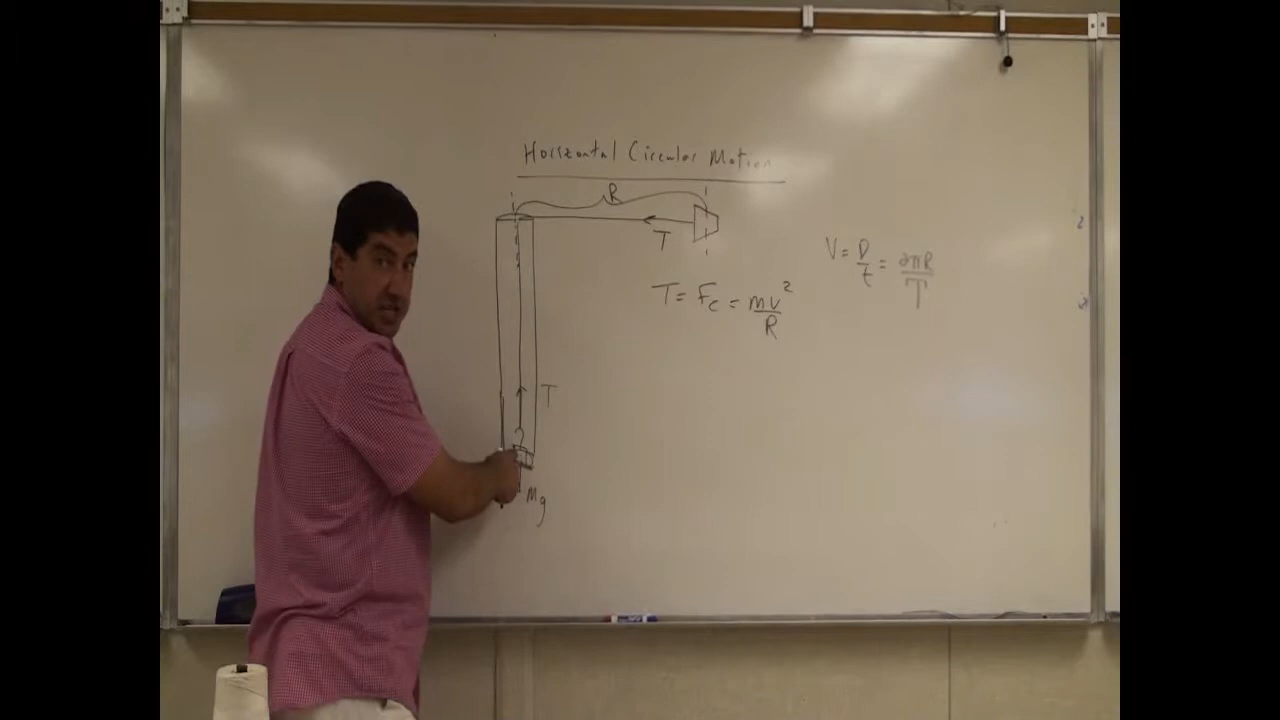 Horizontal Circular Motion
R
T
V = D/t = 2πR/T
T = Fc = mv²/R
T
Mg